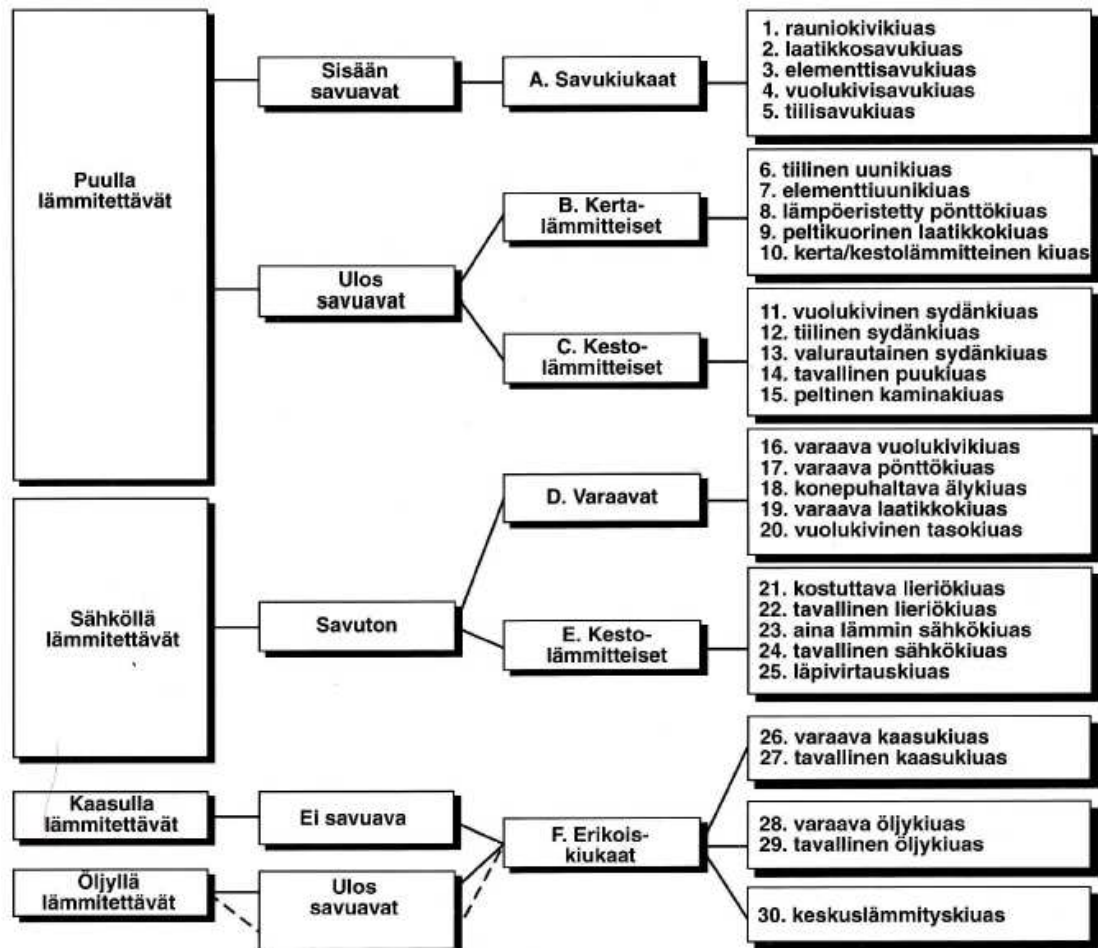 Puulla
lämmitettävät
Sisään
savuavat
A. Savukiukaat
1. rauniokivikiuas
2. laatikkosavukiuas
3. elementtisavukiuas
4. vuolukivisavukiuas
5. tiilisavukiuas
Ulos
savuavat
B. Kerta-
lämmitteiset
6. tiilinen uunikiuas
7. elementtiuunikiuas
8. lämpöeristetty pönttökiuas
9. peltikuorinen laatikkokiuas
10. kerta/kestolämmitteinen kiuas
C. Kesto-
lämmitteiset
11. vuolukivinen sydänkiuas
12. tiilinen sydänkiuas
13. valurautainen sydänkiuas
14. tavallinen puukiuas
15. peltinen kaminakiuas
Sähköllä
lämmitettävät
Savuton
D. Varaavat
16. varaava vuolukivikiuas
17. varaava pönttökiuas
18. konepuhaltava älykiuas
19. varaava laatikkokiuas
20. vuolukivinen tasokiuas
E. Kesto-
lämmitteiset
21. kostuttava lieriökiuas
22. tavallinen lieriökiuas
23. aina lämmin sähkökiuas
24. tavallinen sähkökiuas
25. läpivirtauskiuas
Kaasulla
lämmitettävät
Ei savuava
Öljyllä
lämmitettävät
Ulos
savuavat
F. Erikois-
kiukaat
26. varaava kaasukiuas
27. tavallinen kaasukiuas
28. varaava öljykiuas
29. tavallinen öljykiuas
30. keskuslämmityskiuas